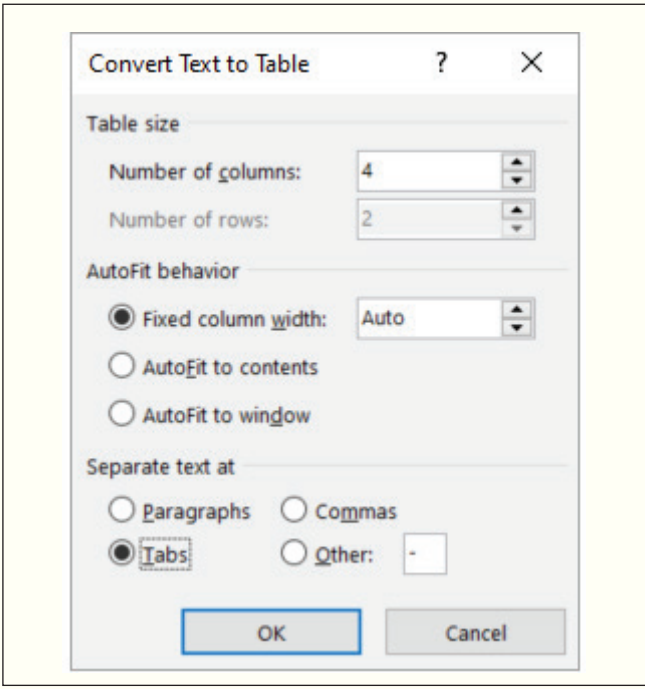 Convert Text to Table ? ×
Table size
Number of columns: 4
Number of rows: 2
AutoFit behavior
Fixed column width: Auto
AutoFit to contents
AutoFit to window
Separate text at
Paragraphs Commas
Tabs Other: -
OK Cancel